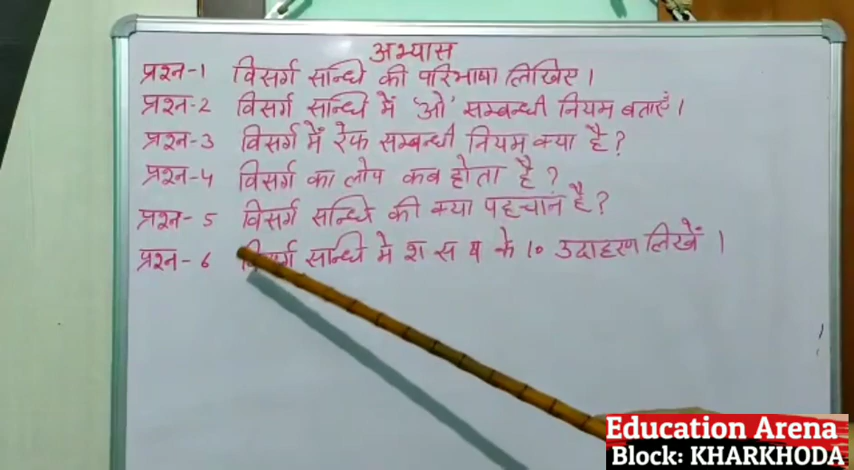 अभ्यास
प्रश्न-1 विसर्ग सन्धि की परिभाषा लिखिए।
प्रश्न-2 विसर्ग सन्धि में 'ओ' सम्बन्धी नियम बताएँ।
प्रश्न-3 विसर्ग में रेफ सम्बन्धी नियम क्या है?
प्रश्न-4 विसर्ग का लोप कब होता है?
प्रश्न-5 विसर्ग सन्धि की क्या पहचान है?
प्रश्न-6 विसर्ग सन्धि मे श स ष के 10 उदाहरण लिखें।
Education Arena
Block: KHARKHODA